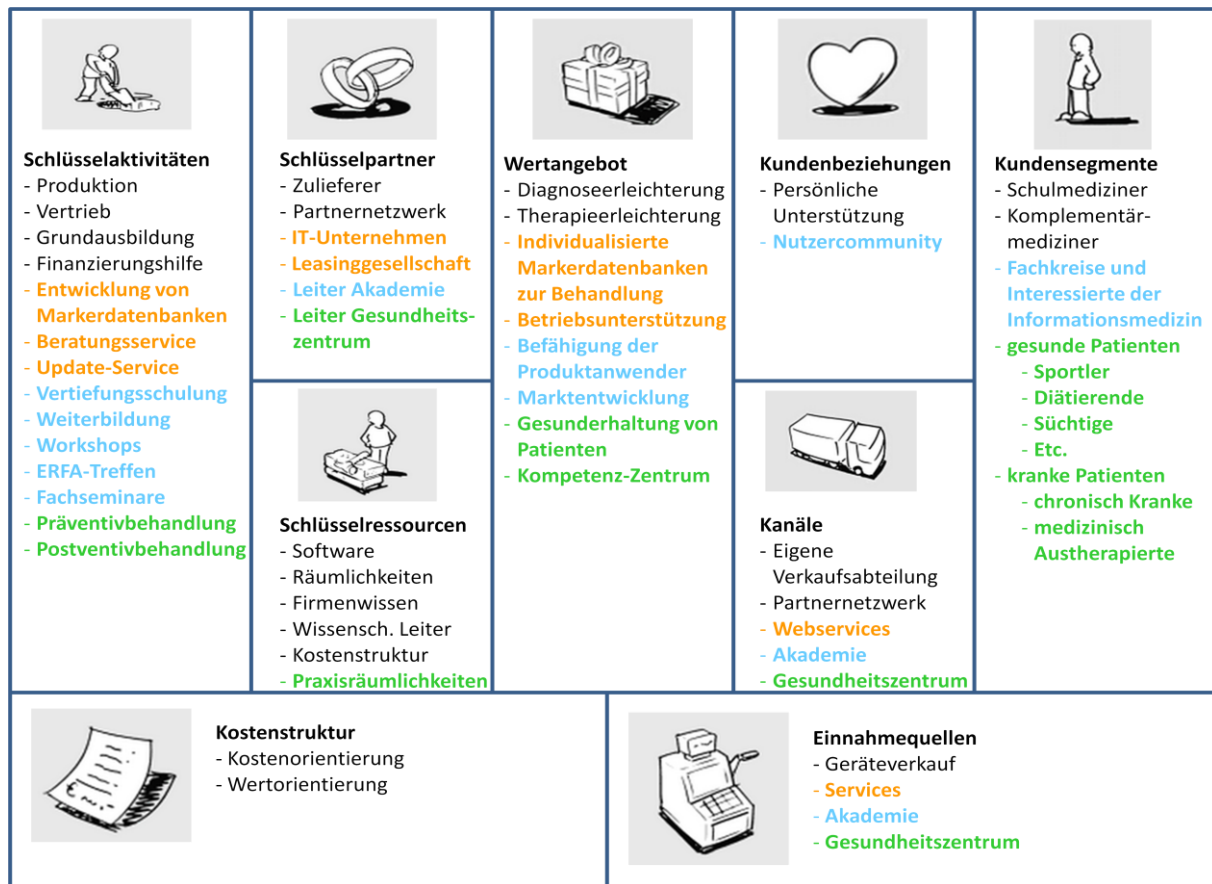 Schlüsselaktivitäten
- Produktion
- Vertrieb
- Grundausbildung
- Finanzierungshilfe
- Entwicklung von
Markerdatenbanken
- Beratungsservice
- Update-Service
- Vertiefungsschulung
- Weiterbildung
- Workshops
- ERFA-Treffen
- Fachseminare
- Präventivbehandlung
- Postventivbehandlung
Schlüsselpartner
- Zulieferer
- Partnernetzwerk
- IT-Unternehmen
- Leasinggesellschaft
- Leiter Akademie
- Leiter Gesundheits-
zentrum
Schlüsselressourcen
- Software
- Räumlichkeiten
- Firmenwissen
- Wissensch. Leiter
- Kostenstruktur
- Praxisräumlichkeiten
Wertangebot
- Diagnoseerleichterung
- Therapieerleichterung
- Individualisierte
Markerdatenbanken
zur Behandlung
- Betriebsunterstützung
- Befähigung der
Produktanwender
- Marktentwicklung
- Gesunderhaltung von
Patienten
- Kompetenz-Zentrum
Kundenbeziehungen
- Persönliche
Unterstützung
- Nutzercommunity
Kanäle
- Eigene
Verkaufsabteilung
- Partnernetzwerk
- Webservices
- Akademie
- Gesundheitszentrum
Kundensegmente
- Schulmediziner
- Komplementär-
mediziner
- Fachkreise und
Interessierte der
Informationsmedizin
- gesunde Patienten
- Sportler
- Diätierende
- Süchtige
- Etc.
- kranke Patienten
- chronisch Kranke
- medizinisch
Austherapierte
Kostenstruktur
- Kostenorientierung
- Wertorientierung
Einnahmequellen
- Geräteverkauf
- Services
- Akademie
- Gesundheitszentrum